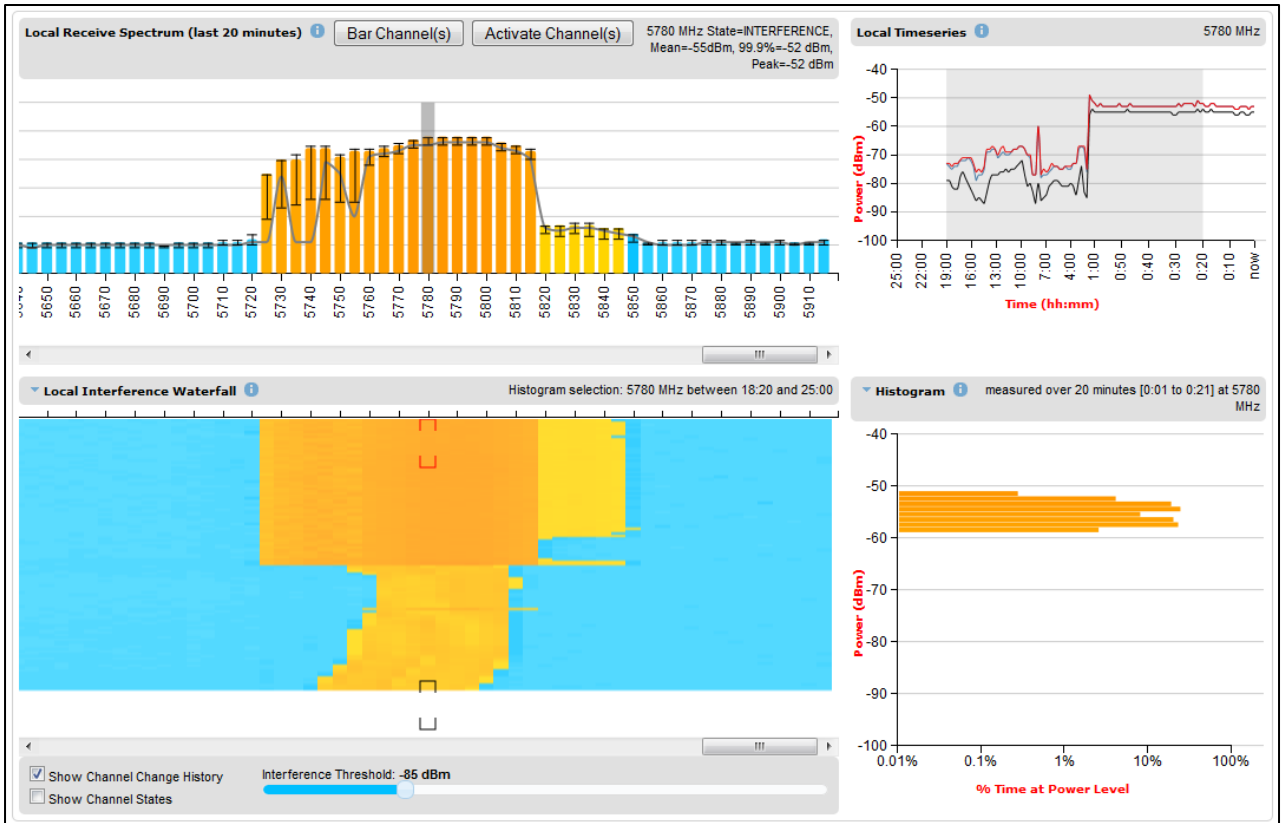 Local Receive Spectrum (last 20 minutes) i Bar Channel(s) Activate Channel(s) 5780 MHz State=INTERFERENCE,
Mean=-55dBm, 99.9%=-52 dBm,
Peak=-52 dBm
5650 5660 5670 5680 5690 5700 5710 5720 5730 5740 5750 5760 5770 5780 5790 5800 5810 5820 5830 5840 5850 5860 5870 5880 5890 5900 5910
Local Timeseries i 5780 MHz
-40
-50
-60
-70
-80
-90
-100
Power (dBm)
25:00 22:00 19:00 16:00 13:00 10:00 7:00 4:00 1:00 0:50 0:40 0:30 0:20 0:10 now
Time (hh:mm)
Local Interference Waterfall i Histogram selection: 5780 MHz between 18:20 and 25:00
Show Channel Change History
Show Channel States
Interference Threshold: -85 dBm
Histogram i measured over 20 minutes [0:01 to 0:21] at 5780
MHz
-40
-50
-60
-70
-80
-90
-100
Power (dBm)
0.01% 0.1% 1% 10% 100%
% Time at Power Level